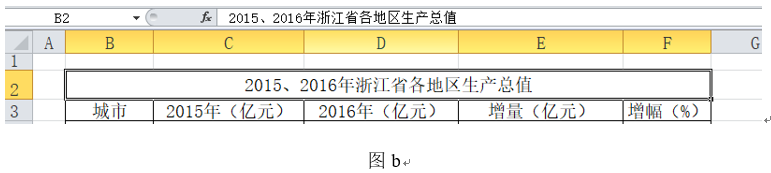 B2 fx 2015、2016年浙江省各地区生产总值
A B C D E F G
1
2 2015、2016年浙江省各地区生产总值
3 城市 2015年（亿元） 2016年（亿元） 增量（亿元） 增幅（%）
图 b